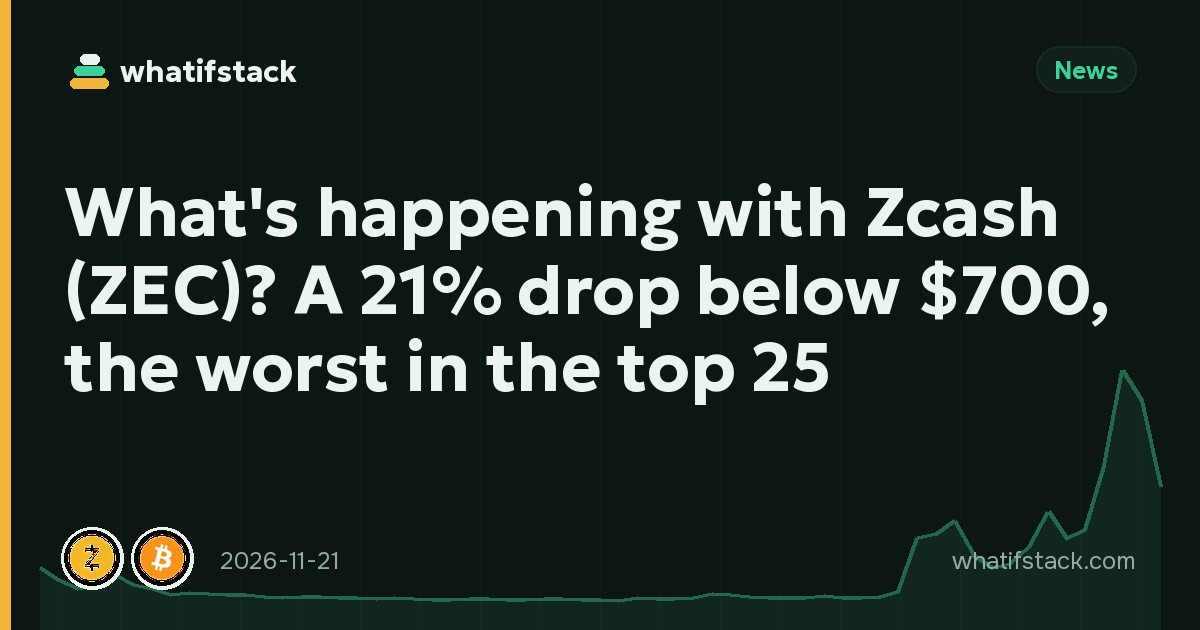 whatifstack
News
What's happening with Zcash
(ZEC)? A 21% drop below $700,
the worst in the top 25
2026-11-21
whatifstack.com